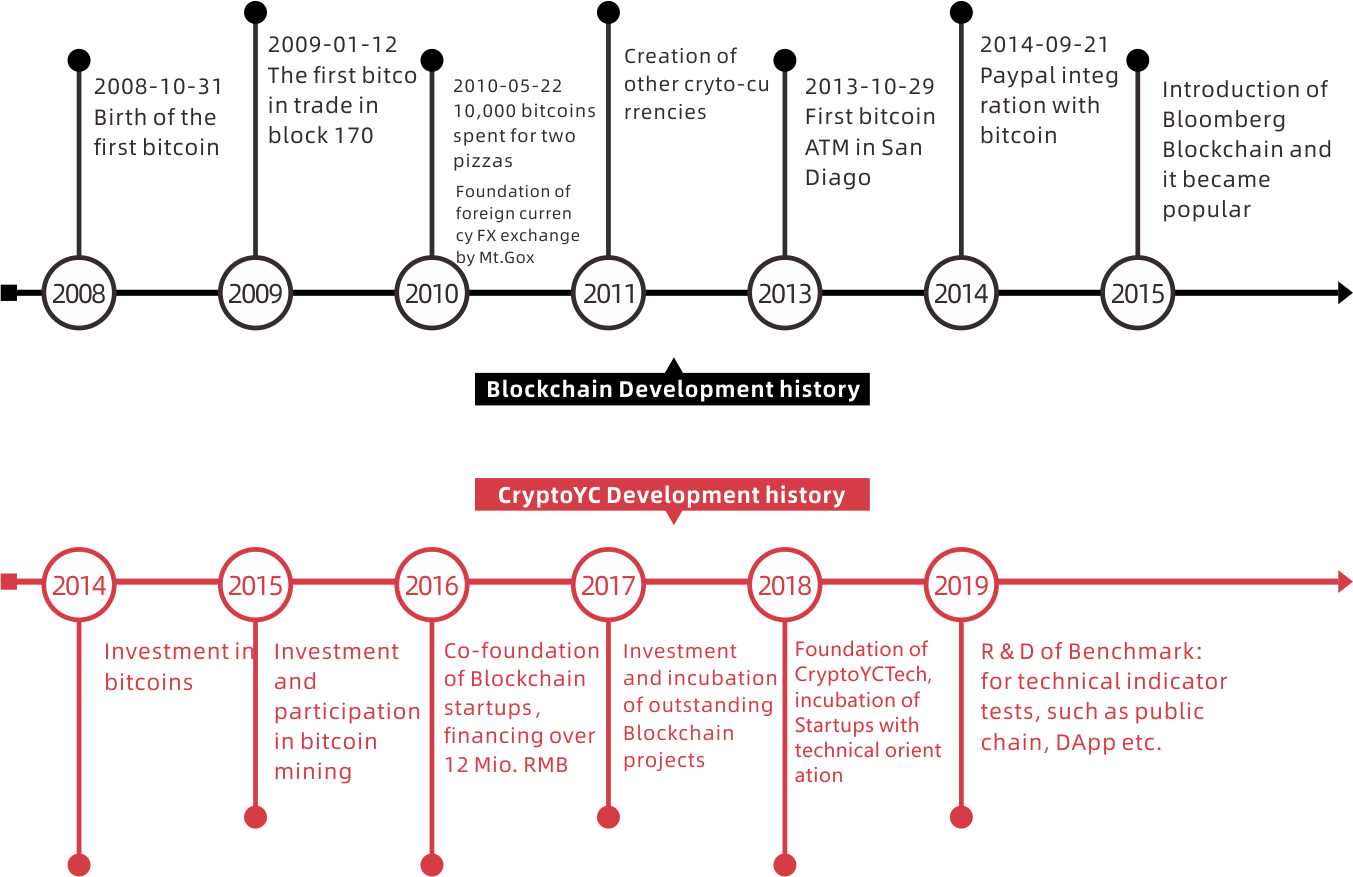 2008-10-31
Birth of the
first bitcoin
2009-01-12
The first bitco
in trade in
block 170
2010-05-22
10,000 bitcoins
spent for two
pizzas
Foundation of
foreign curren
cy FX exchange
by Mt.Gox
Creation of
other cryto-cu
rrencies
2013-10-29
First bitcoin
ATM in San
Diago
2014-09-21
Paypal integ
ration with
bitcoin
Introduction of
Bloomberg
Blockchain and
it became
popular
2008
2009
2010
2011
2013
2014
2015
Blockchain Development history
CryptoYC Development history
2014
2015
2016
2017
2018
2019
Investment in
bitcoins
Investment
and
participation
in bitcoin
mining
Co-foundation
of Blockchain
startups,
financing over
12 Mio. RMB
Investment
and incubation
of outstanding
Blockchain
projects
Foundation of
CryptoYCTech,
incubation of
Startups with
technical orient
ation
R & D of Benchmark:
for technical indicator
tests, such as public
chain, DApp etc.